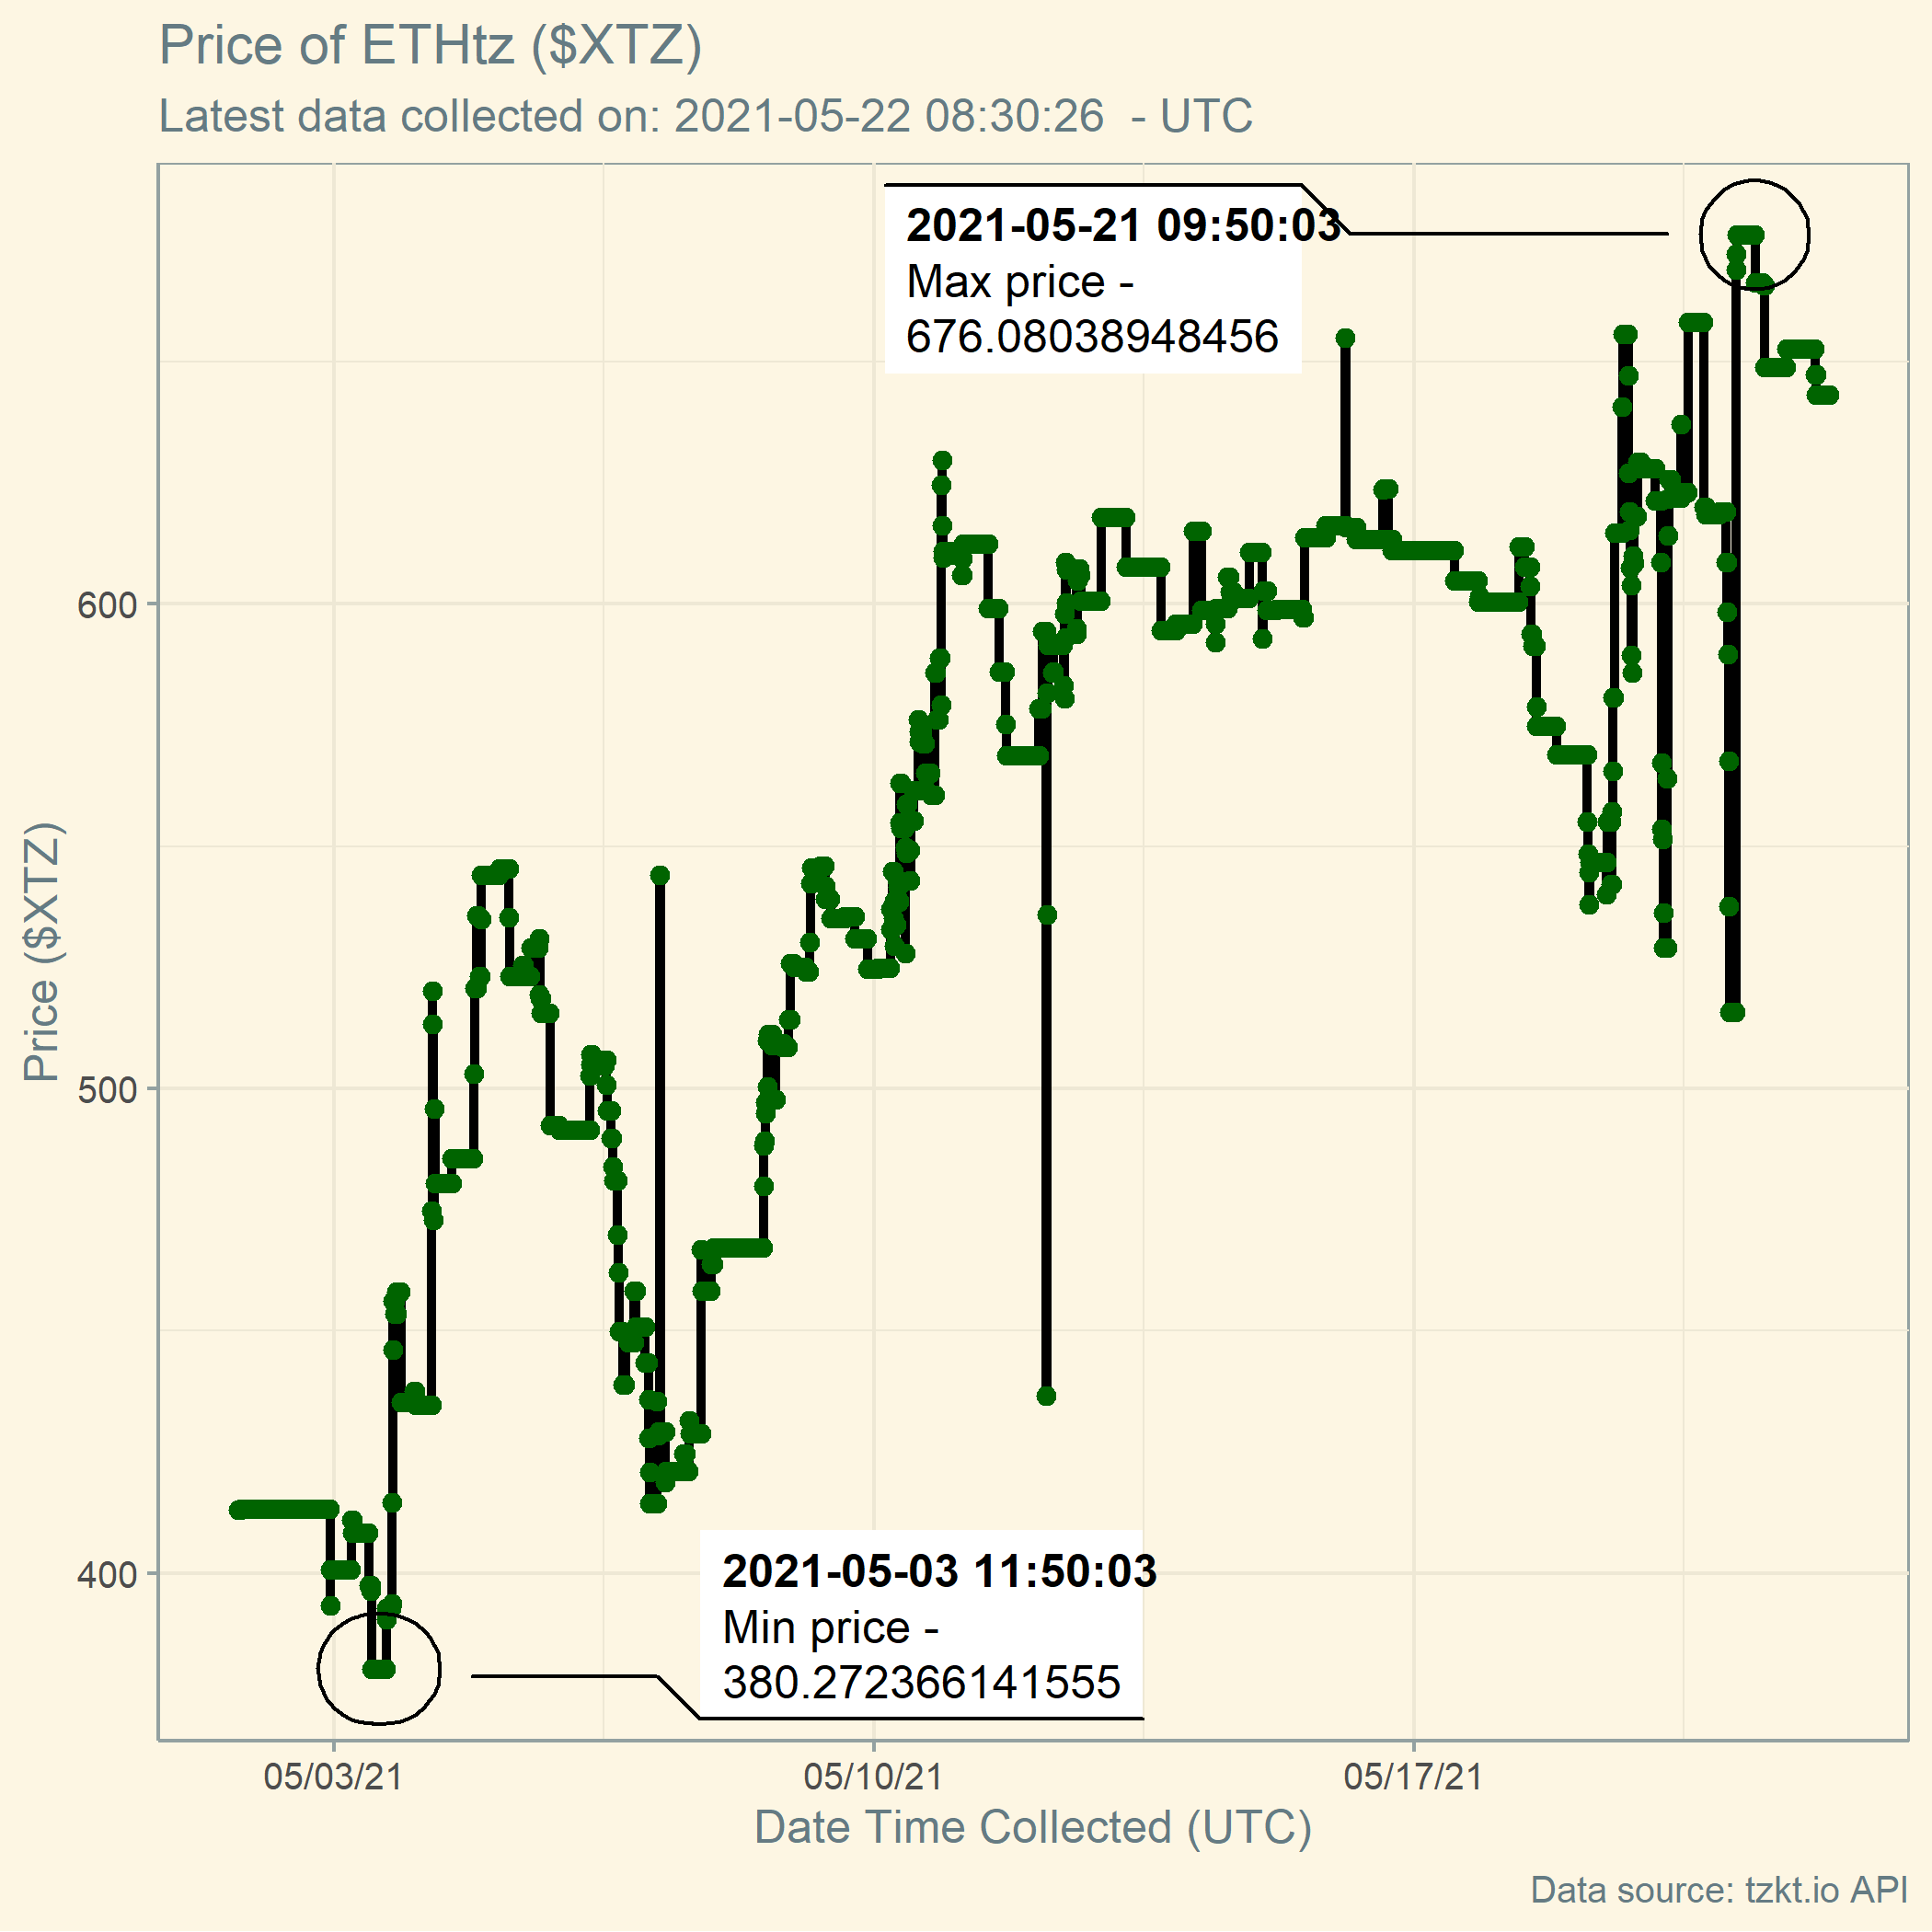 Price of ETHtz ($XTZ)
Latest data collected on: 2021-05-22 08:30:26  - UTC
2021-05-21 09:50:03
Max price -
676.08038948456
600
500
400
Price ($XTZ)
2021-05-03 11:50:03
Min price -
380.272366141555
05/03/21
05/10/21
05/17/21
Date Time Collected (UTC)
Data source: tzkt.io API